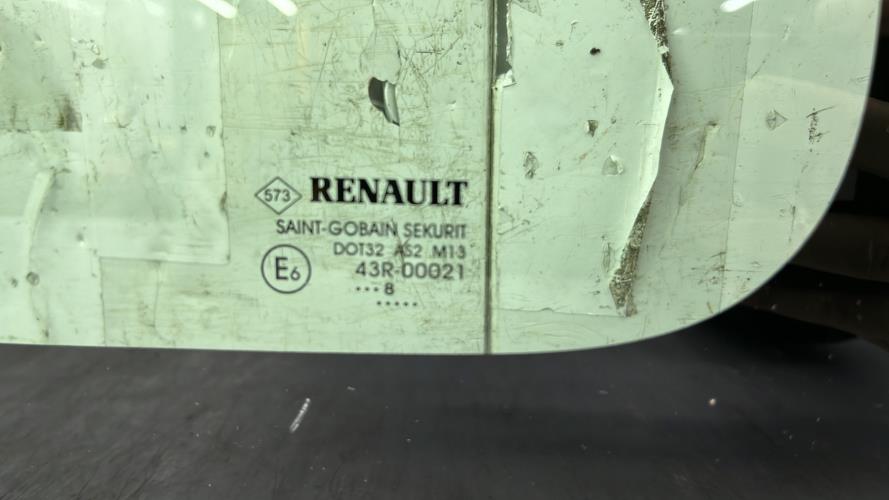 573 RENAULT
SAINT-GOBAIN SEKURIT
DOT32 AS2 M13
E6 43R-00021
•••8
•••••